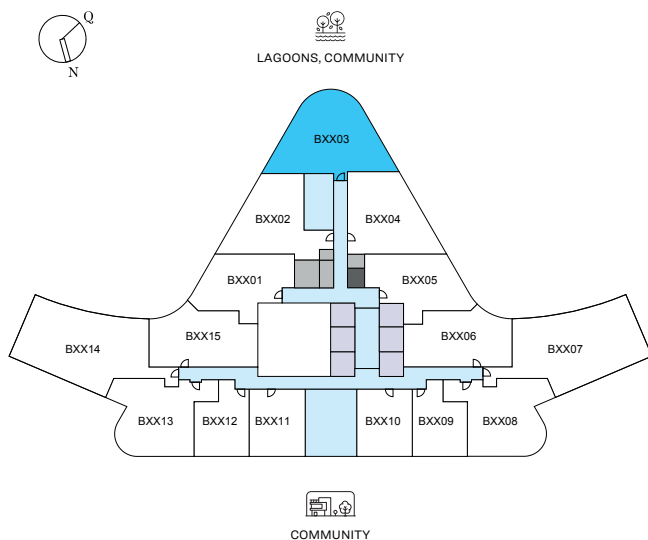 Q
N
LAGOONS, COMMUNITY
BXX03
BXX02
BXX04
BXX01
BXX05
BXX15
BXX06
BXX14
BXX07
BXX13
BXX12
BXX11
BXX10
BXX09
BXX08
COMMUNITY